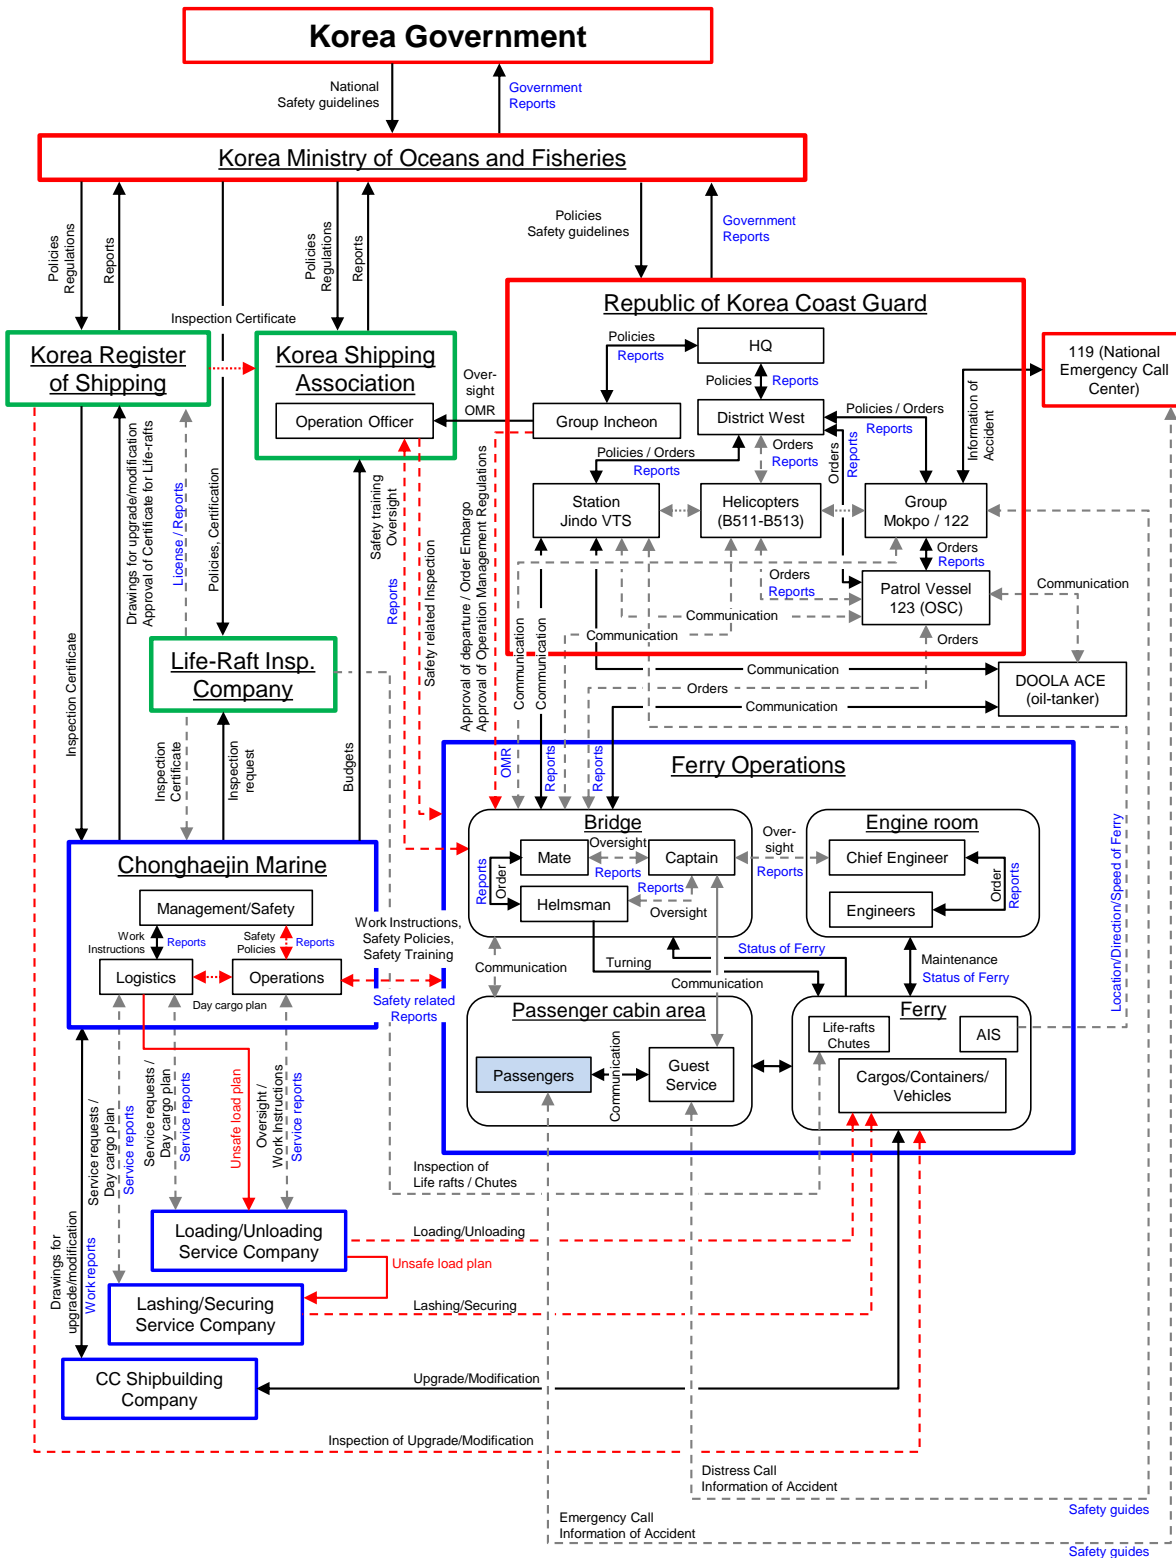 Korea Government
National
Safety guidelines
Government
Reports
Korea Ministry of Oceans and Fisheries
Policies
Regulations
Reports
Policies
Regulations
Reports
Policies
Safety guidelines
Government
Reports
Inspection Certificate
Republic of Korea Coast Guard
Korea Register
of Shipping
Korea Shipping
Association
Operation Officer
Over-
sight
OMR
Policies
Reports
HQ
Policies
Reports
Group Incheon
District West
Policies / Orders
Reports
Information of
Accident
119 (National
Emergency Call
Center)
Policies / Orders
Reports
Orders
Reports
Orders
Reports
Station
Jindo VTS
Helicopters
(B511-B513)
Group
Mokpo / 122
Orders
Reports
Orders
Reports
Patrol Vessel
123 (OSC)
Communication
Communication
Communication
Orders
Communication
Orders
Communication
DOOLA ACE
(oil-tanker)
Drawings for upgrade/modification
Approval of Certificate for Life-rafts
License / Reports
Policies, Certification
Safety training
Oversight
Reports
Safety related Inspection
Approval of departure / Order Embargo
Approval of Operation Management Regulations
Communication
OMR
Communication
Reports
Reports
Reports
Life-Raft Insp.
Company
Inspection Certificate
Inspection
Certificate
Inspection
request
Budgets
Ferry Operations
Bridge
Mate
Oversight
Reports
Captain
Reports
Order
Reports
Helmsman
Oversight
Over-
sight
Reports
Engine room
Chief Engineer
Order
Reports
Engineers
Chonghaejin Marine
Management/Safety
Work
Instructions
Reports
Safety
Policies
Reports
Logistics
Operations
Day cargo plan
Work Instructions,
Safety Policies,
Safety Training
Safety related
Reports
Communication
Turning
Status of Ferry
Communication
Maintenance
Status of Ferry
Location/Direction/Speed of Ferry
Passenger cabin area
Passengers
Communication
Guest
Service
Ferry
Life-rafts
Chutes
AIS
Cargos/Containers/
Vehicles
Service requests /
Day cargo plan
Service reports
Service requests /
Day cargo plan
Service reports
Unsafe load plan
Oversight /
Work Instructions
Service reports
Inspection of
Life rafts / Chutes
Loading/Unloading
Service Company
Loading/Unloading
Unsafe load plan
Drawings for
upgrade/modification
Work reports
Lashing/Securing
Service Company
Lashing/Securing
CC Shipbuilding
Company
Upgrade/Modification
Inspection of Upgrade/Modification
Distress Call
Information of Accident
Safety guides
Emergency Call
Information of Accident
Safety guides